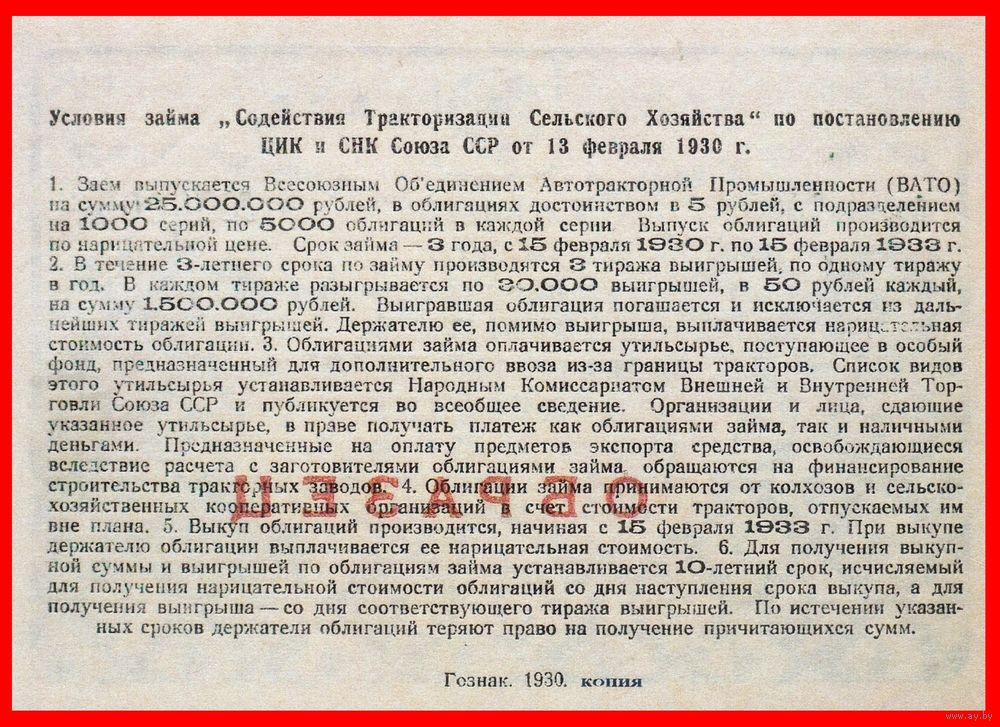 Условия займа „Содействия Тракторизации Сельского Хозяйства“ по постановлению
ЦИК и СНК Союза ССР от 13 февраля 1930 г.
1. Заем выпускается Всесоюзным Об'единением Автотракторной Промышленности (ВАТО)
на сумму 25.000.000 рублей, в облигациях достоинством в 5 рублей, с подразделением
на 1000 серий, по 5000 облигаций в каждой серии. Выпуск облигаций производится
по нарицательной цене. Срок займа — 3 года, с 15 февраля 1930 г. по 15 февраля 1933 г.
2. В течение 3-летнего срока по займу производятся 3 тиража выигрышей, по одному тиражу
в год. В каждом тираже разыгрывается по 30.000 выигрышей, в 50 рублей каждый,
на сумму 1.500.000 рублей. Выигравшая облигация погашается и исключается из даль-
нейших тиражей выигрышей. Держателю ее, помимо выигрыша, выплачивается нарицательная
стоимость облигации. 3. Облигациями займа оплачивается утильсырье, поступающее в особый
фонд, предназначенный для дополнительного ввоза из-за границы тракторов. Список видов
этого утильсырья устанавливается Народным Комиссариатом Внешней и Внутренней Тор-
говли Союза ССР и публикуется во всеобщее сведение. Организации и лица, сдающие
указанное утильсырье, в праве получать платеж как облигациями займа, так и наличными
деньгами. Предназначенные на оплату предметов экспорта средства, освобождающиеся
вследствие расчета с заготовителями облигациями займа, обращаются на финансирование
строительства тракторных заводов. 4. Облигации займа принимаются от колхозов и сельско-
хозяйственных кооперативных организаций в счет стоимости тракторов, отпускаемых им
вне плана. 5. Выкуп облигаций производится, начиная с 15 февраля 1933 г. При выкупе
держателю облигации выплачивается ее нарицательная стоимость. 6. Для получения выкуп-
ной суммы и выигрышей по облигациям займа устанавливается 10-летний срок, исчисляемый
для получения нарицательной стоимости облигаций со дня наступления срока выкупа, а для
получения выигрыша — со дня соответствующего тиража выигрышей. По истечении указан-
ных сроков держатели облигаций теряют право на получение причитающихся сумм.
ОБРАЗЕЦ
Гознак. 1930. копия
www.ay.by